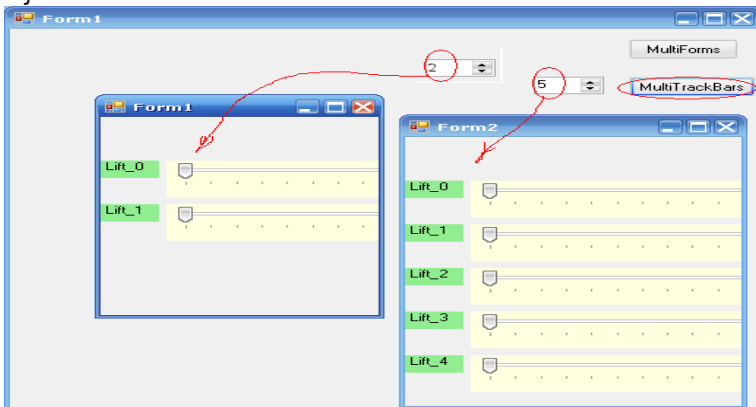 Form1
MultiForms
2
5
MultiTrackBars
Form1
Lift_0
Lift_1
Form2
Lift_0
Lift_1
Lift_2
Lift_3
Lift_4